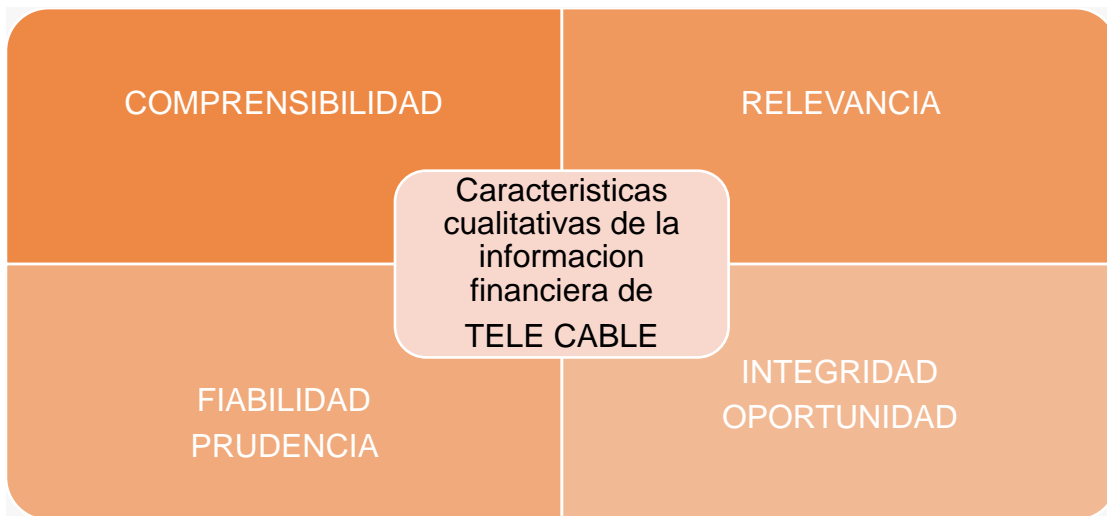 COMPRENSIBILIDAD
RELEVANCIA
Caracteristicas
cualitativas de la
informacion
financiera de
TELE CABLE
FIABILIDAD
PRUDENCIA
INTEGRIDAD
OPORTUNIDAD